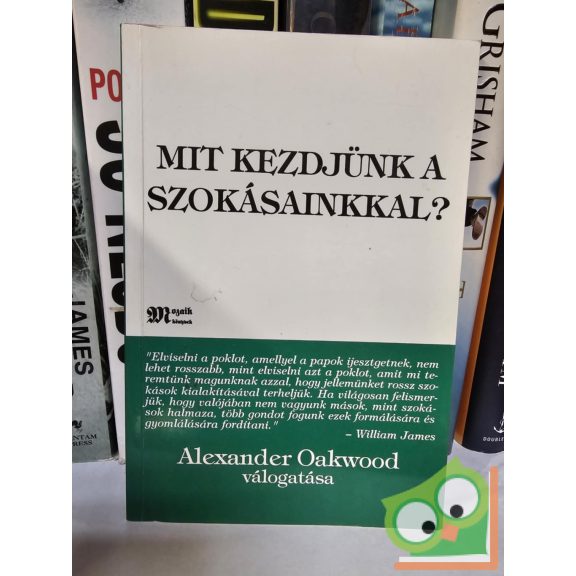 MIT KEZDJÜNK A
SZOKÁSAINKKAL?
Mozaik
könyvek
"Elviselni a poklot, amellyel a papok ijesztgetnek, nem
lehet rosszabb, mint elviselni azt a poklot, amit mi te-
remtünk magunknak azzal, hogy jellemünket rossz szo-
kások kialakításával terheljük. Ha világosan felismer-
jük, hogy valójában nem vagyunk mások, mint szoká-
sok halmaza, több gondot fogunk ezek formálására és
gyomlálására fordítani."
– William James
Alexander Oakwood
válogatása
GRISHAM
JAMES